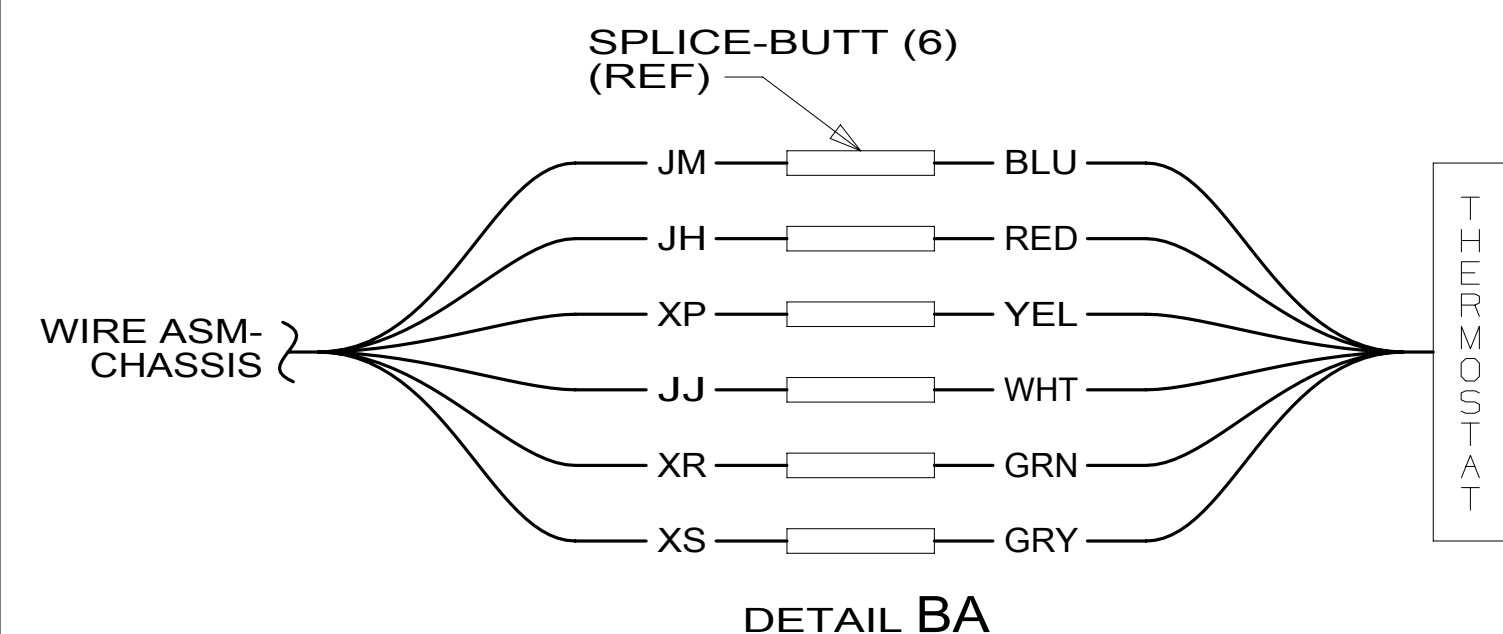 SPLICE-BUTT (6)
(REF)
JM BLU
JH RED
XP YEL
WIRE ASM-
CHASSIS
JJ WHT
XR GRN
XS GRY
THERMOSTAT
DETAIL BA